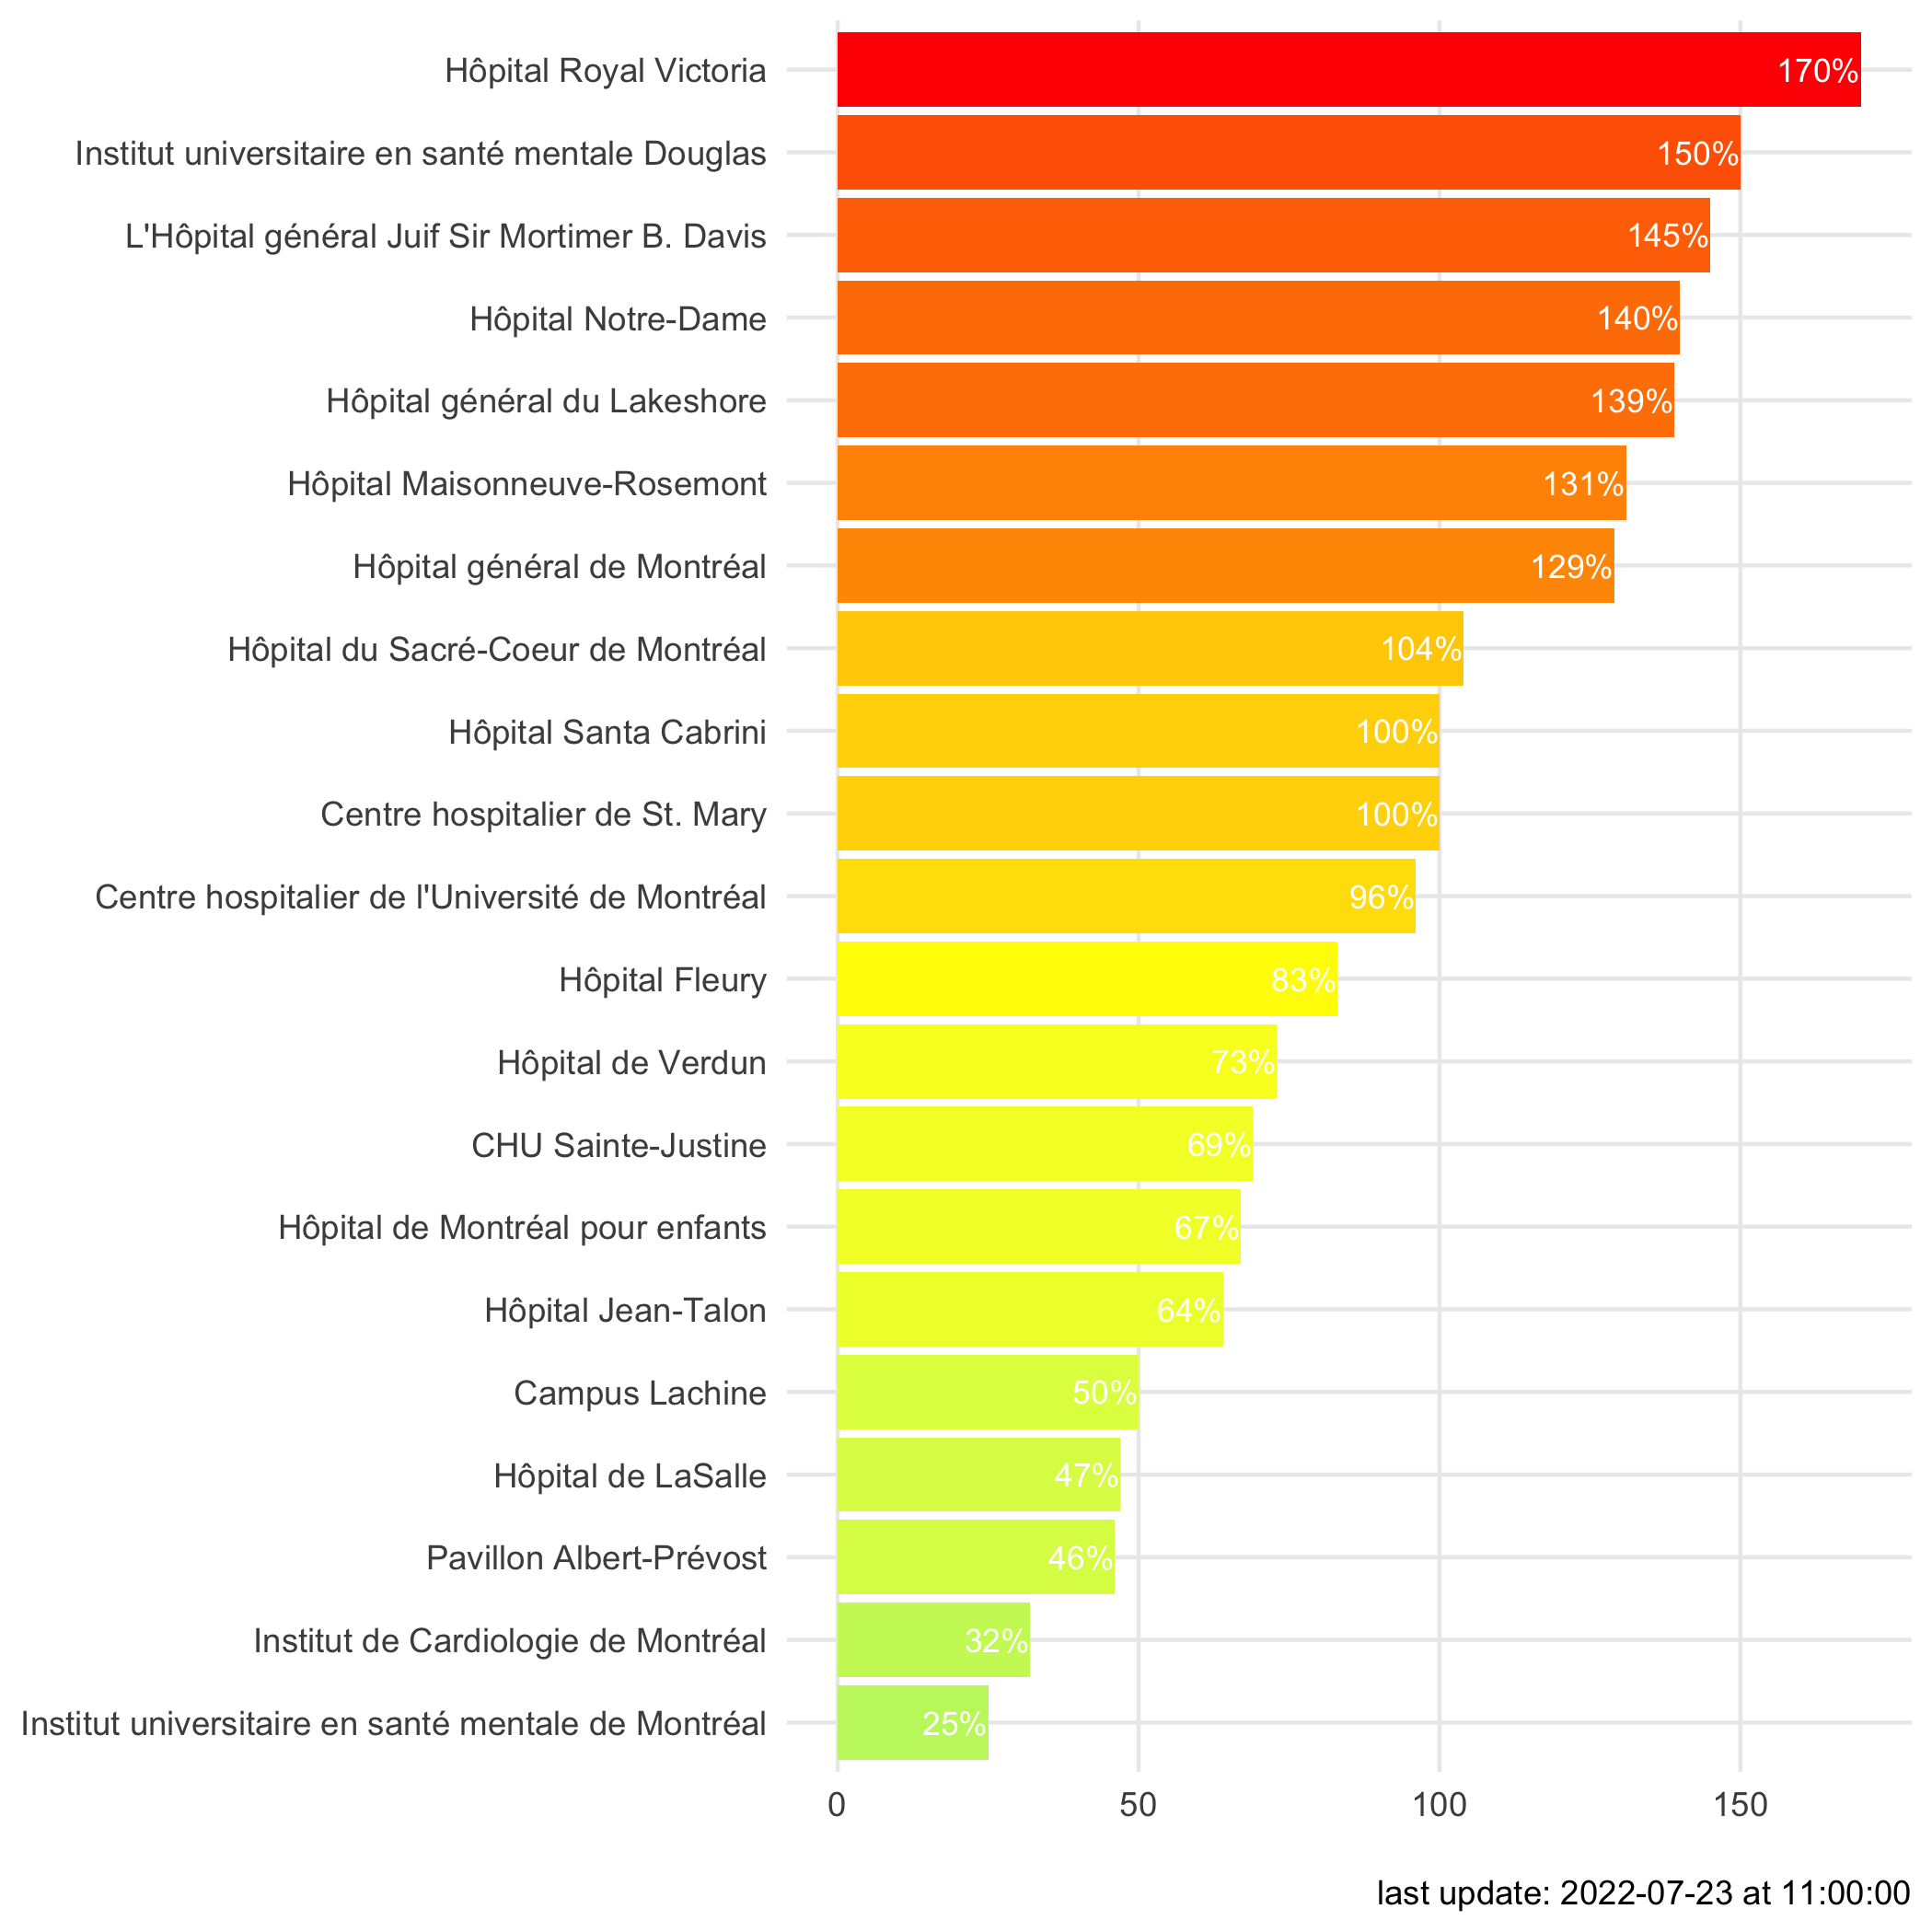 Hôpital Royal Victoria 170%
Institut universitaire en santé mentale Douglas 150%
L'Hôpital général Juif Sir Mortimer B. Davis 145%
Hôpital Notre-Dame 140%
Hôpital général du Lakeshore 139%
Hôpital Maisonneuve-Rosemont 131%
Hôpital général de Montréal 129%
Hôpital du Sacré-Coeur de Montréal 104%
Hôpital Santa Cabrini 100%
Centre hospitalier de St. Mary 100%
Centre hospitalier de l'Université de Montréal 96%
Hôpital Fleury 83%
Hôpital de Verdun 73%
CHU Sainte-Justine 69%
Hôpital de Montréal pour enfants 67%
Hôpital Jean-Talon 64%
Campus Lachine 50%
Hôpital de LaSalle 47%
Pavillon Albert-Prévost 46%
Institut de Cardiologie de Montréal 32%
Institut universitaire en santé mentale de Montréal 25%
0 50 100 150
last update: 2022-07-23 at 11:00:00